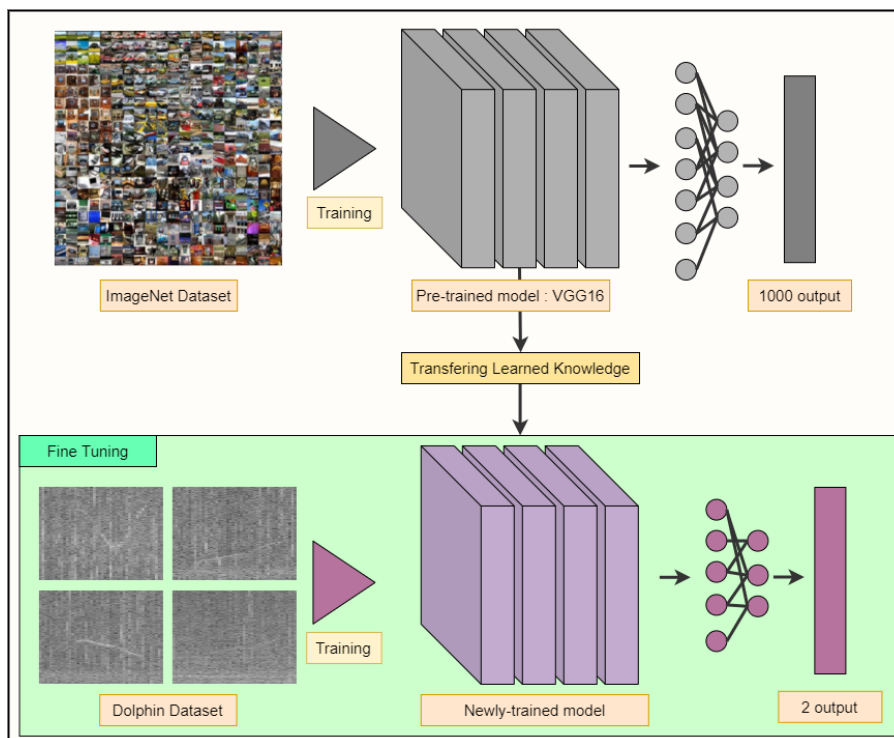 Training
ImageNet Dataset
Pre-trained model : VGG16
1000 output
Transfering Learned Knowledge
Fine Tuning
Training
Dolphin Dataset
Newly-trained model
2 output